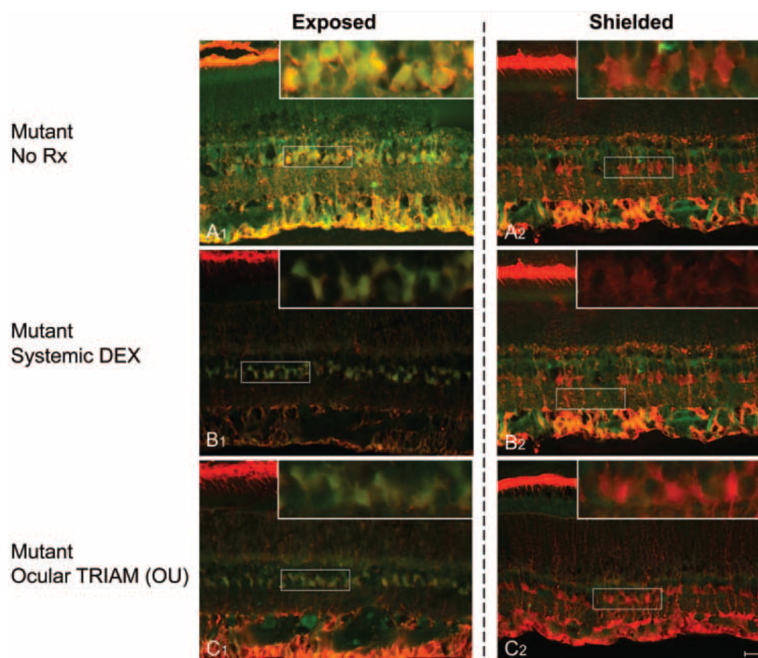 Exposed
Shielded
Mutant
No Rx
A1
A2
Mutant
Systemic DEX
B1
B2
Mutant
Ocular TRIAM (OU)
C1
C2